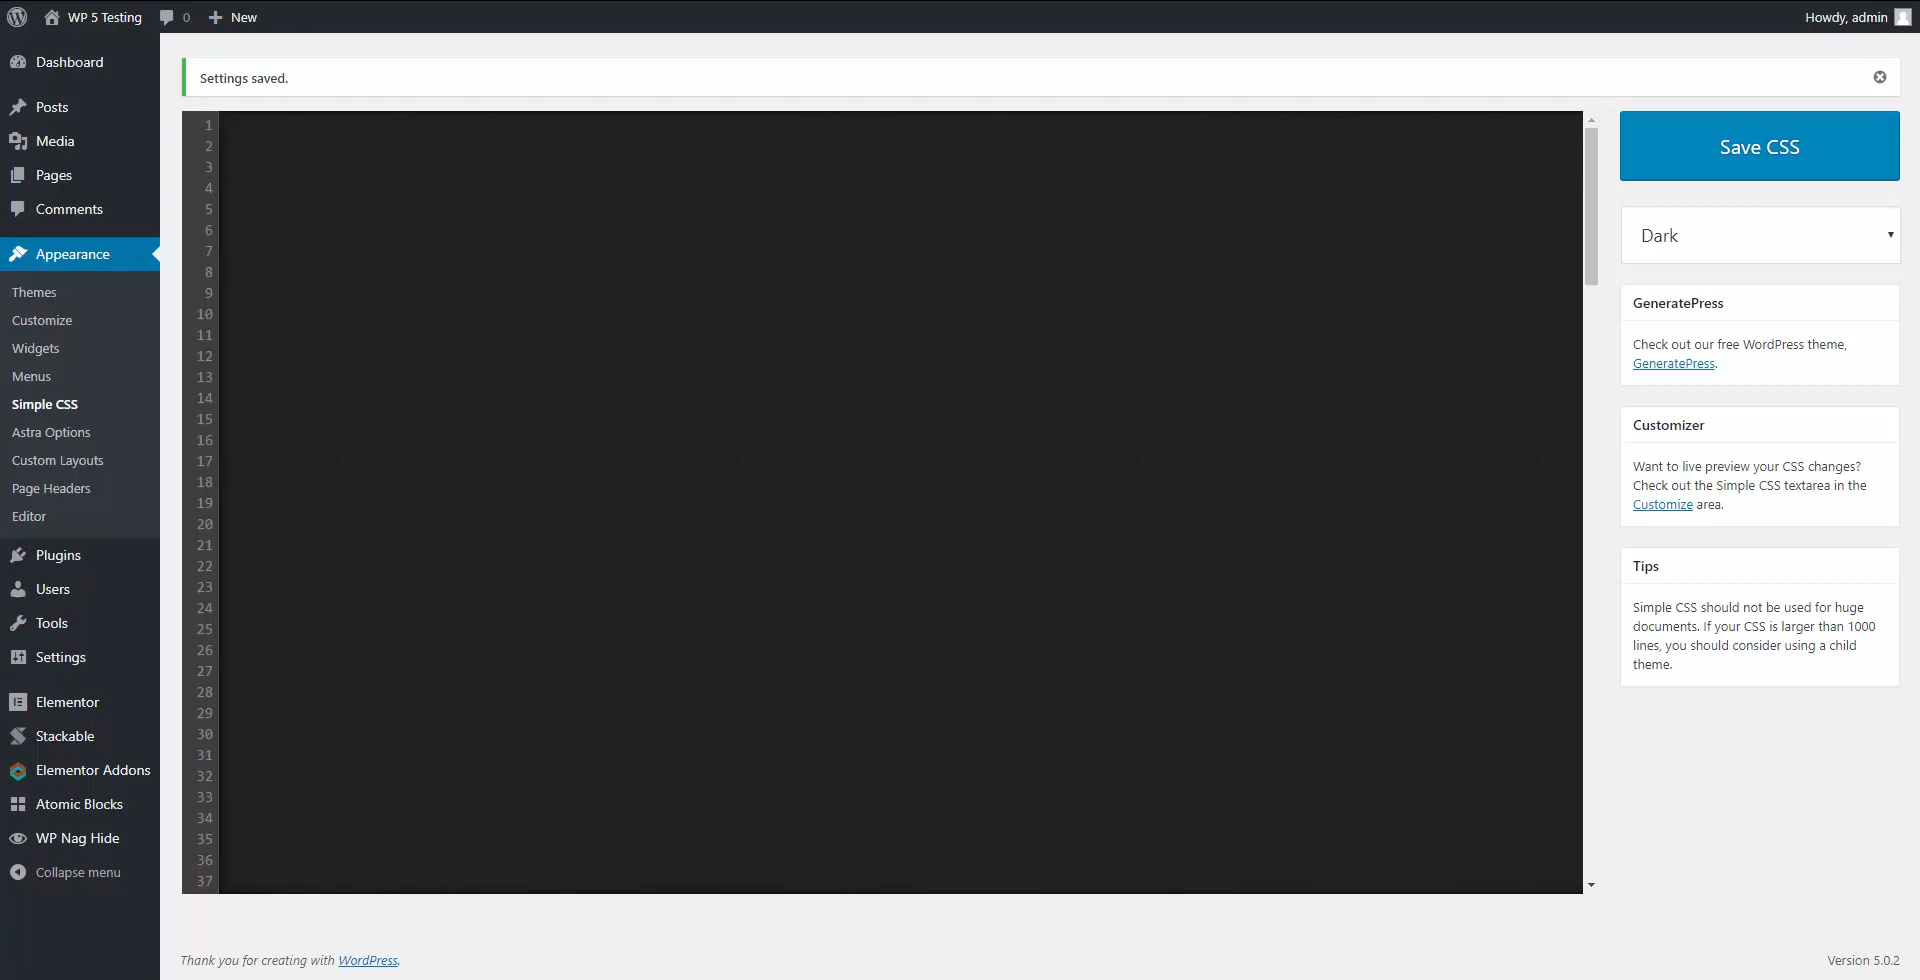 WP 5 Testing 0 New Howdy, admin
Dashboard
Posts
Media
Pages
Comments
Appearance
Themes
Customize
Widgets
Menus
Simple CSS
Astra Options
Custom Layouts
Page Headers
Editor
Plugins
Users
Tools
Settings
Elementor
Stackable
Elementor Addons
Atomic Blocks
WP Nag Hide
Collapse menu
Settings saved.
1
2
3
4
5
6
7
8
9
10
11
12
13
14
15
16
17
18
19
20
21
22
23
24
25
26
27
28
29
30
31
32
33
34
35
36
37
Save CSS
Dark
GeneratePress
Check out our free WordPress theme,
GeneratePress.
Customizer
Want to live preview your CSS changes?
Check out the Simple CSS textarea in the
Customize area.
Tips
Simple CSS should not be used for huge
documents. If your CSS is larger than 1000
lines, you should consider using a child
theme.
Thank you for creating with WordPress.
Version 5.0.2